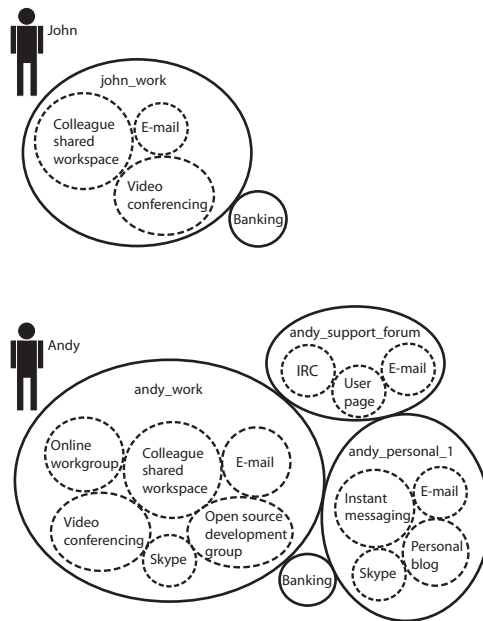 John
john_work
Colleague
shared
workspace
E-mail
Video
conferencing
Banking
Andy
andy_support_forum
IRC
User
page
E-mail
andy_work
Online
workgroup
Colleague
shared
workspace
E-mail
Video
conferencing
Skype
Open source
development
group
Banking
andy_personal_1
Instant
messaging
E-mail
Skype
Personal
blog